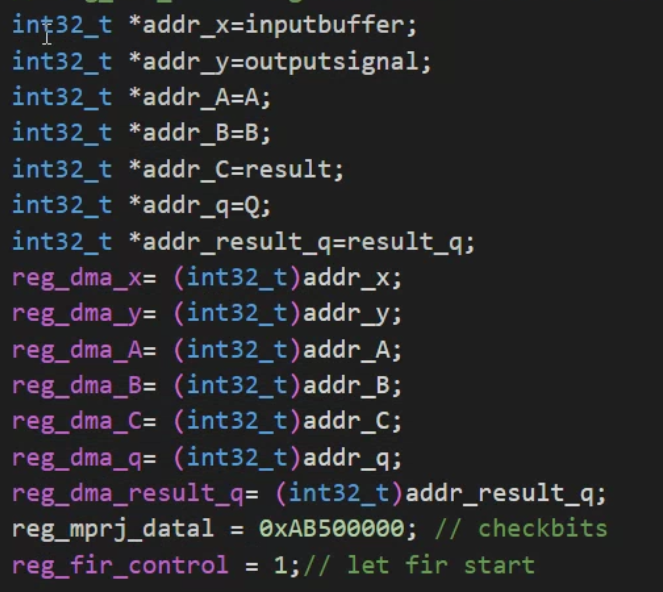 int32_t *addr_x=inputbuffer;
int32_t *addr_y=outputsignal;
int32_t *addr_A=A;
int32_t *addr_B=B;
int32_t *addr_C=result;
int32_t *addr_q=Q;
int32_t *addr_result_q=result_q;
reg_dma_x= (int32_t)addr_x;
reg_dma_y= (int32_t)addr_y;
reg_dma_A= (int32_t)addr_A;
reg_dma_B= (int32_t)addr_B;
reg_dma_C= (int32_t)addr_C;
reg_dma_q= (int32_t)addr_q;
reg_dma_result_q= (int32_t)addr_result_q;
reg_mprj_datal = 0xAB500000; // checkbits
reg_fir_control = 1;// let fir start